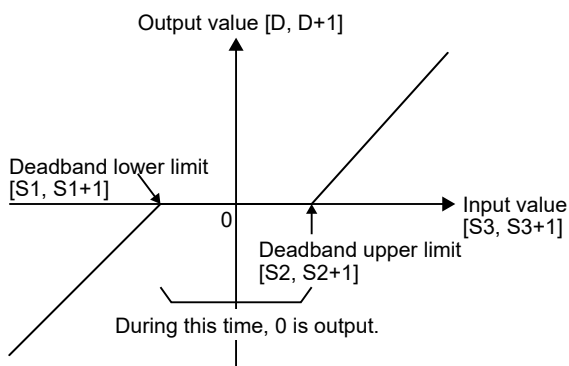 Output value [D, D+1]
Deadband lower limit
[S1, S1+1]
0
Input value
[S3, S3+1]
Deadband upper limit
[S2, S2+1]
During this time, 0 is output.